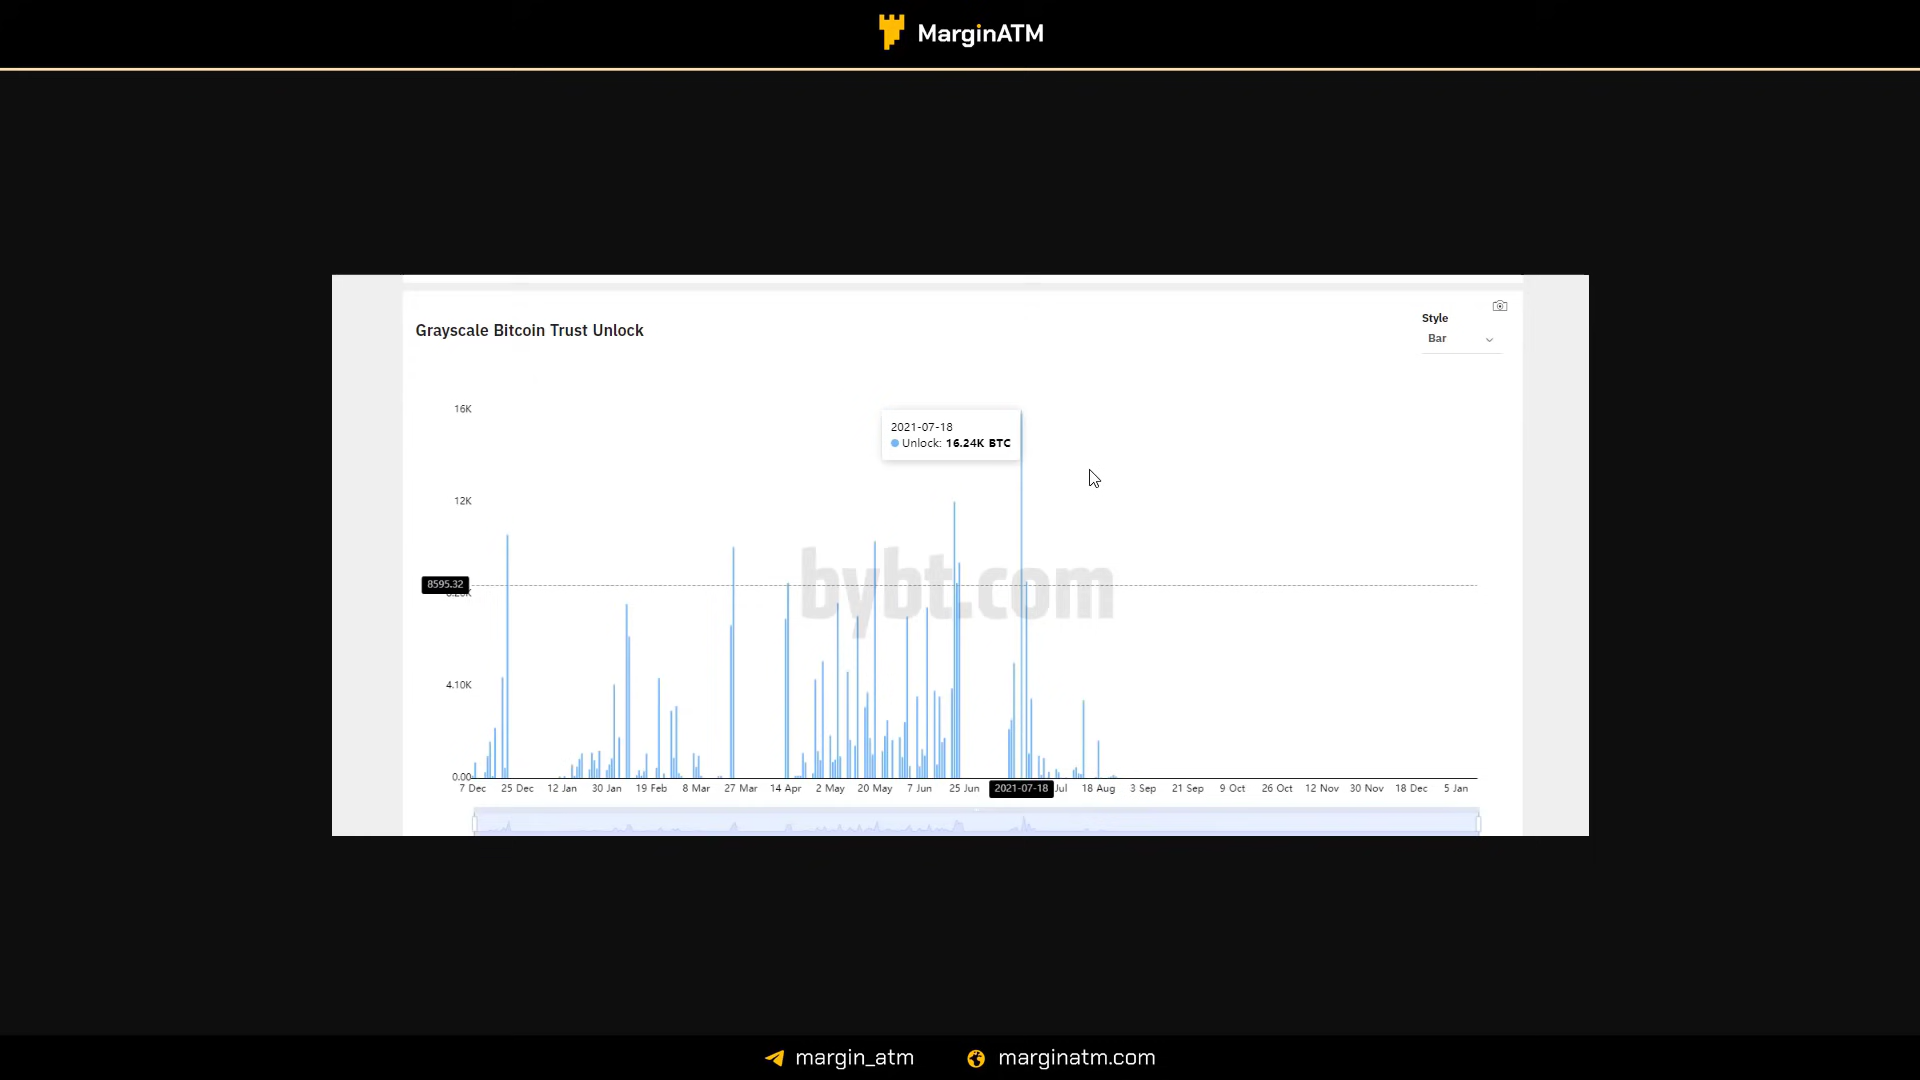 MarginATM
Grayscale Bitcoin Trust Unlock
Style
Bar
16K
2021-07-18
Unlock: 16.24K BTC
12K
bybt.com
8595.32
4.10K
0.00
7 Dec 25 Dec 12 Jan 30 Jan 19 Feb 8 Mar 27 Mar 14 Apr 2 May 20 May 7 Jun 25 Jun 2021-07-18 Jul 18 Aug 3 Sep 21 Sep 9 Oct 26 Oct 12 Nov 30 Nov 18 Dec 5 Jan
margin_atm marginatm.com